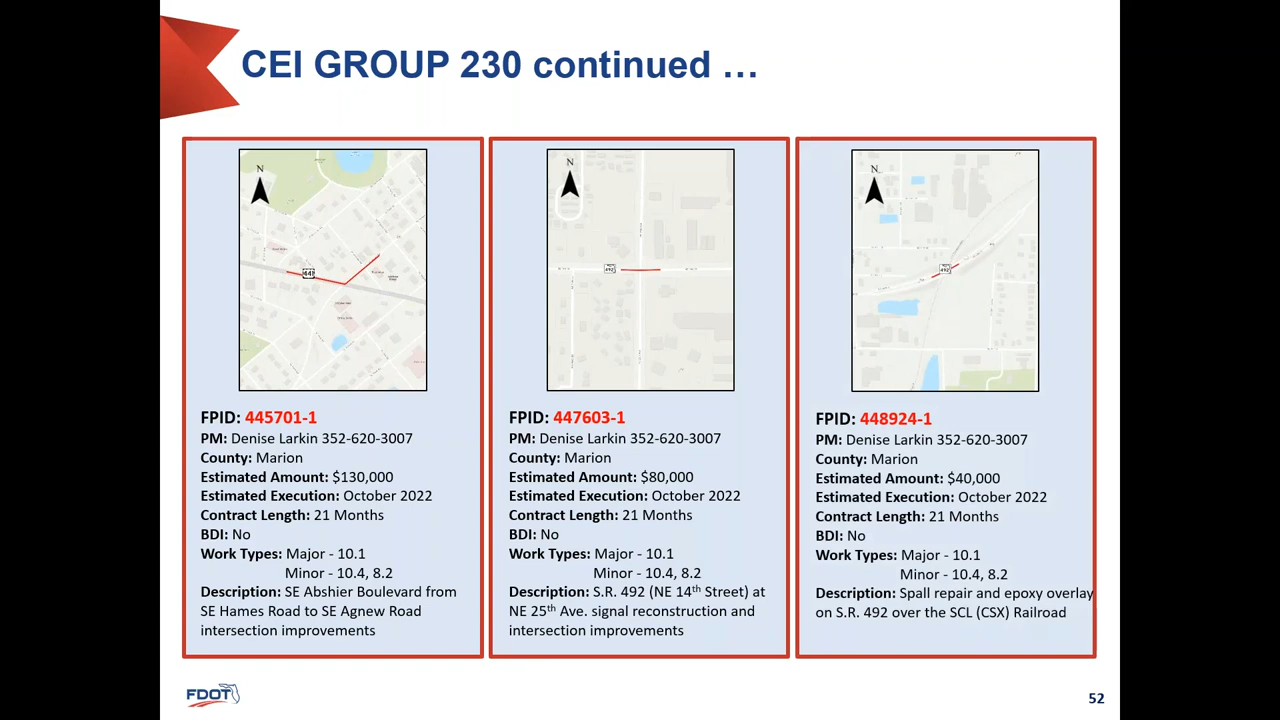 CEI GROUP 230 continued …
N
441
FPID: 445701-1
PM: Denise Larkin 352-620-3007
County: Marion
Estimated Amount: $130,000
Estimated Execution: October 2022
Contract Length: 21 Months
BDI: No
Work Types: Major - 10.1
Minor - 10.4, 8.2
Description: SE Abshier Boulevard from
SE Hames Road to SE Agnew Road
intersection improvements
N
492
FPID: 447603-1
PM: Denise Larkin 352-620-3007
County: Marion
Estimated Amount: $80,000
Estimated Execution: October 2022
Contract Length: 21 Months
BDI: No
Work Types: Major - 10.1
Minor - 10.4, 8.2
Description: S.R. 492 (NE 14th Street) at
NE 25th Ave. signal reconstruction and
intersection improvements
N
492
FPID: 448924-1
PM: Denise Larkin 352-620-3007
County: Marion
Estimated Amount: $40,000
Estimated Execution: October 2022
Contract Length: 21 Months
BDI: No
Work Types: Major - 10.1
Minor - 10.4, 8.2
Description: Spall repair and epoxy overlay
on S.R. 492 over the SCL (CSX) Railroad
FDOT
52